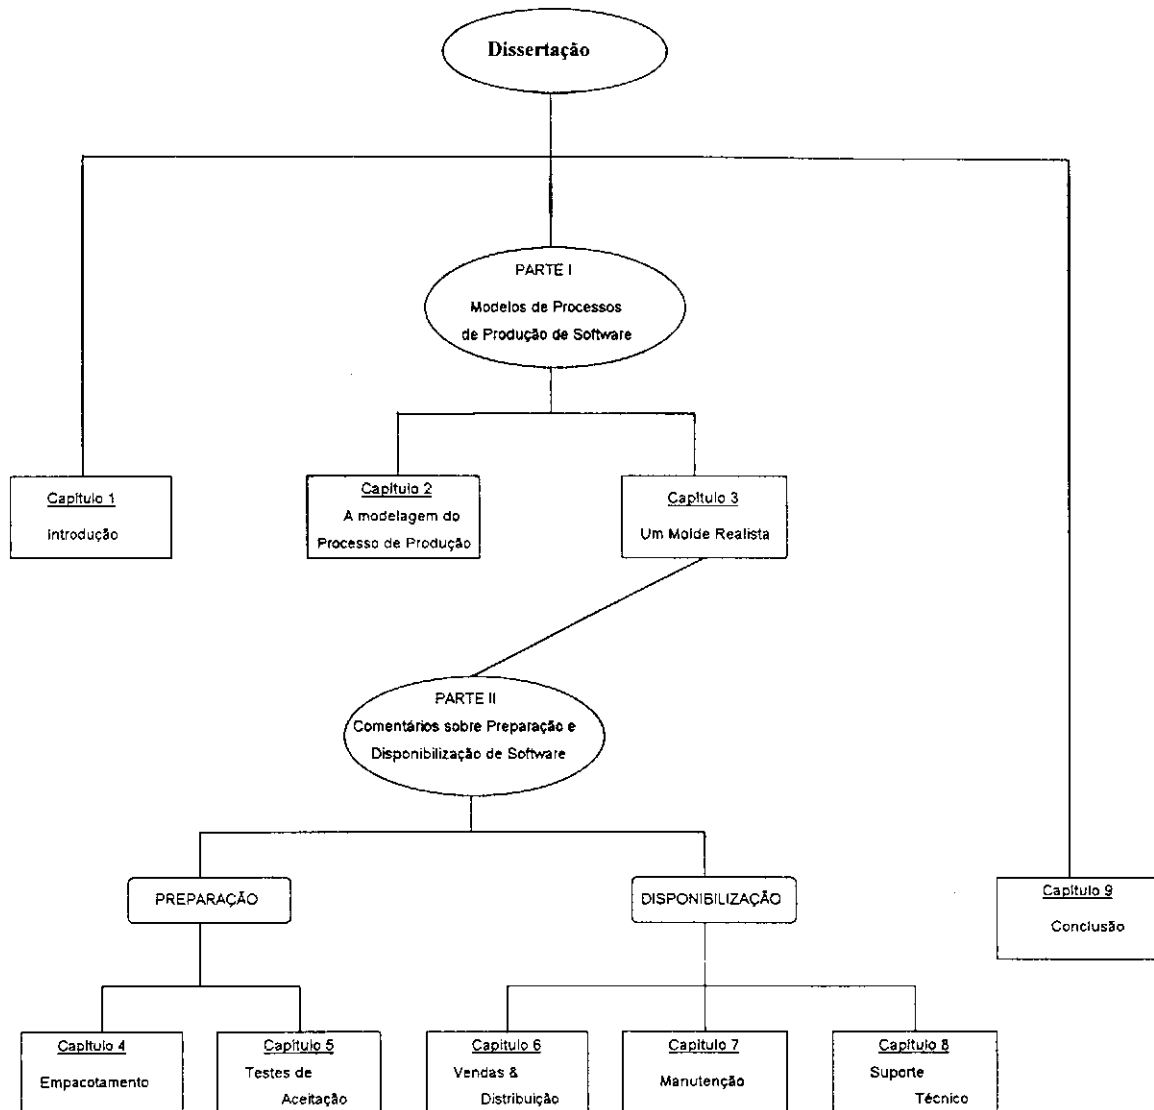 Dissertação
PARTE I
Modelos de Processos
de Produção de Software
Capítulo 1
Introdução
Capítulo 2
A modelagem do
Processo de Produção
Capítulo 3
Um Molde Realista
PARTE II
Comentários sobre Preparação e
Disponibilização de Software
PREPARAÇÃO
DISPONIBILIZAÇÃO
Capítulo 9
Conclusão
Capítulo 4
Empacotamento
Capítulo 5
Testes de
Aceitação
Capítulo 6
Vendas &
Distribuição
Capítulo 7
Manutenção
Capítulo 8
Suporte
Técnico